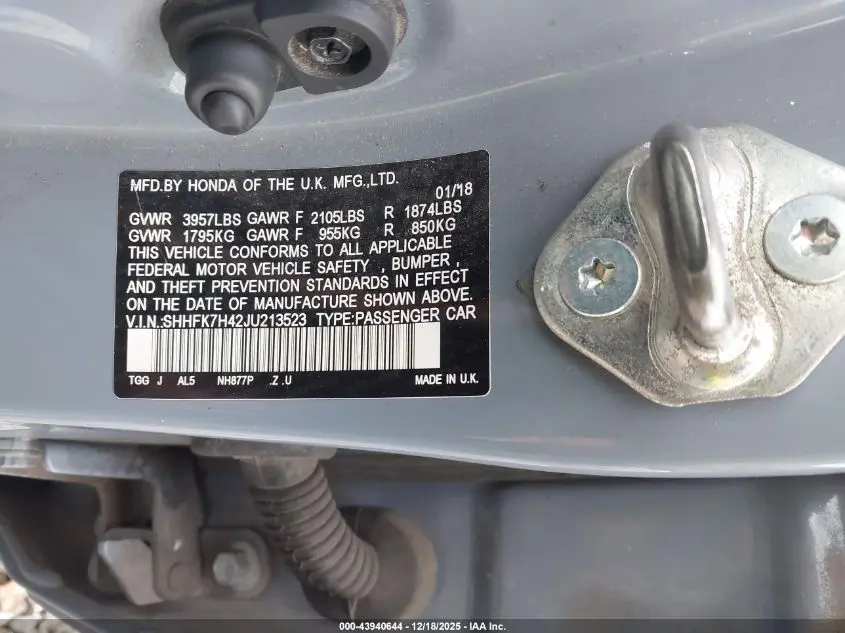 MFD.BY HONDA OF THE U.K. MFG.,LTD. 01/18
GVWR 3957LBS GAWR F 2105LBS R 1874LBS
GVWR 1795KG GAWR F 955KG R 850KG
THIS VEHICLE CONFORMS TO ALL APPLICABLE
FEDERAL MOTOR VEHICLE SAFETY , BUMPER ,
AND THEFT PREVENTION STANDARDS IN EFFECT
ON THE DATE OF MANUFACTURE SHOWN ABOVE.
V.I.N.:SHHFK7H42JU213523 TYPE:PASSENGER CAR
TGG J AL5 NH877P .Z .U MADE IN U.K.
000-43940644 / 12/18/2025 - IAA Inc.